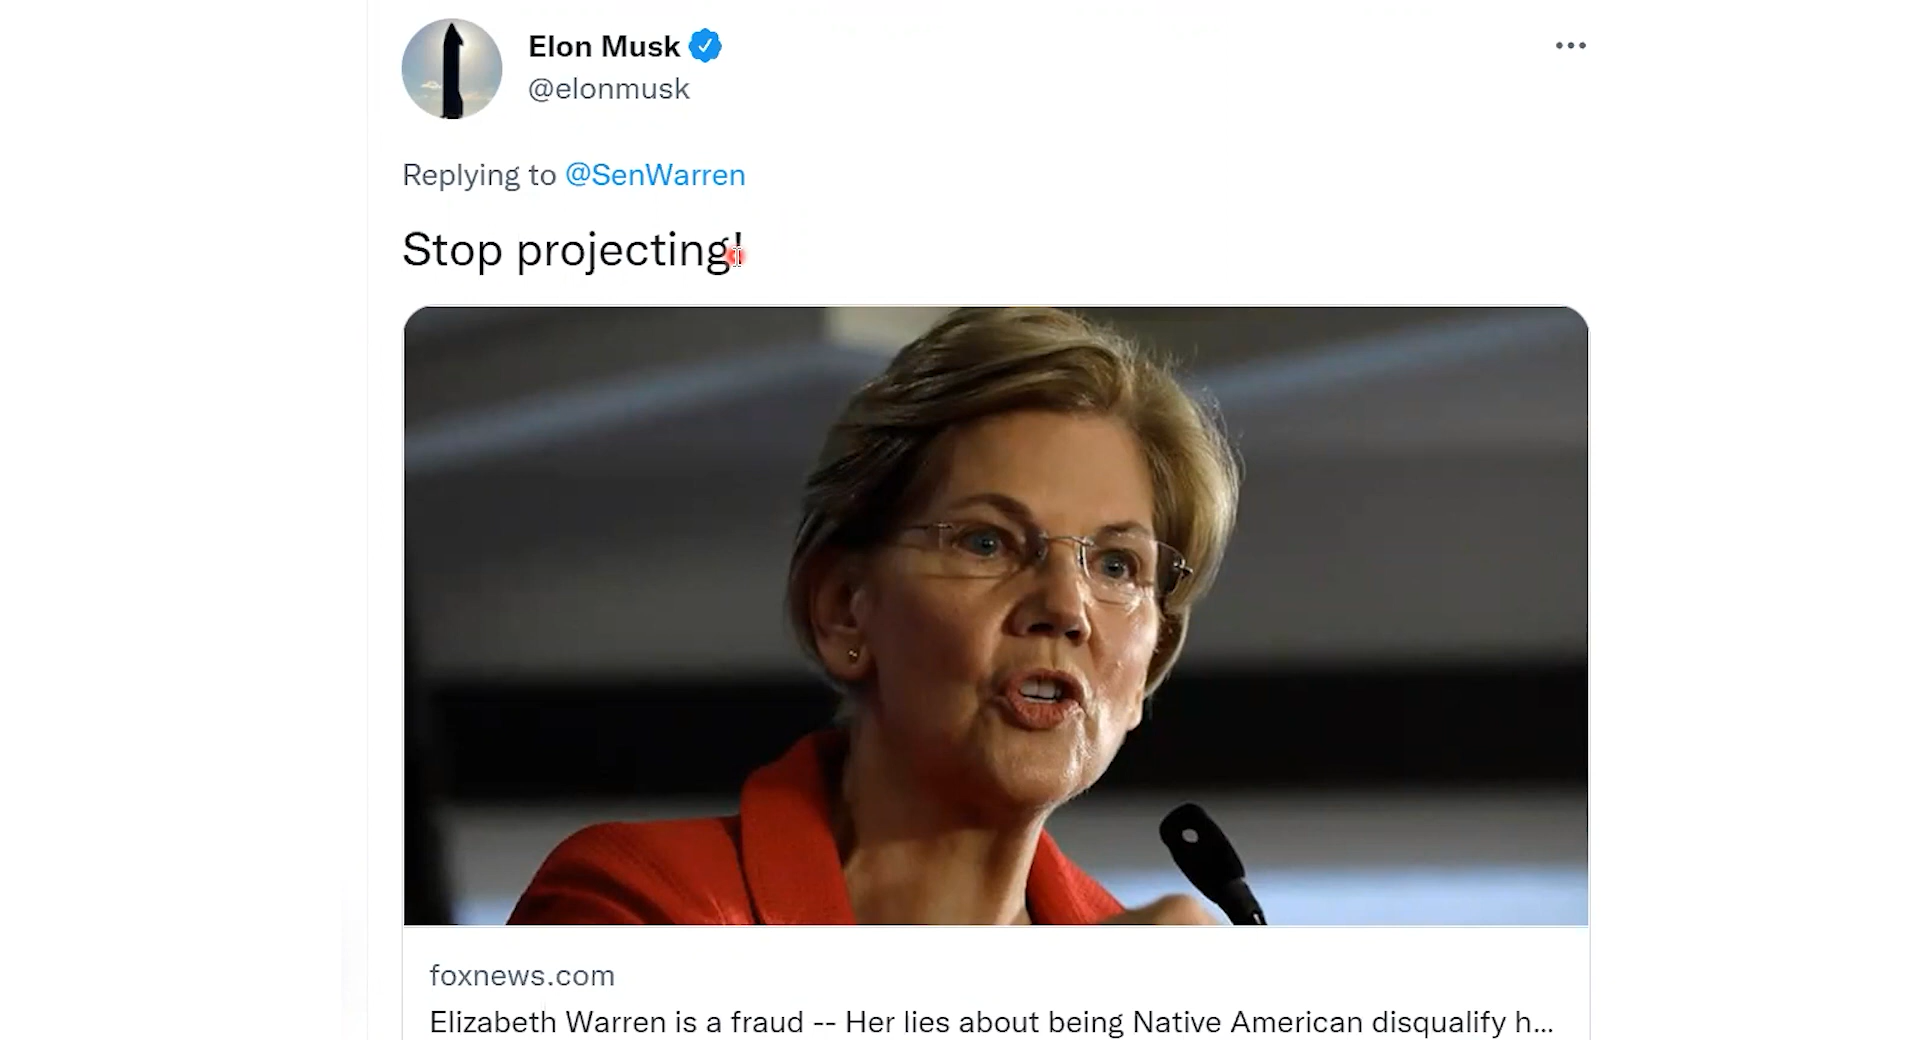 Elon Musk
@elonmusk
Replying to @SenWarren
Stop projecting!
foxnews.com
Elizabeth Warren is a fraud -- Her lies about being Native American disqualify h...